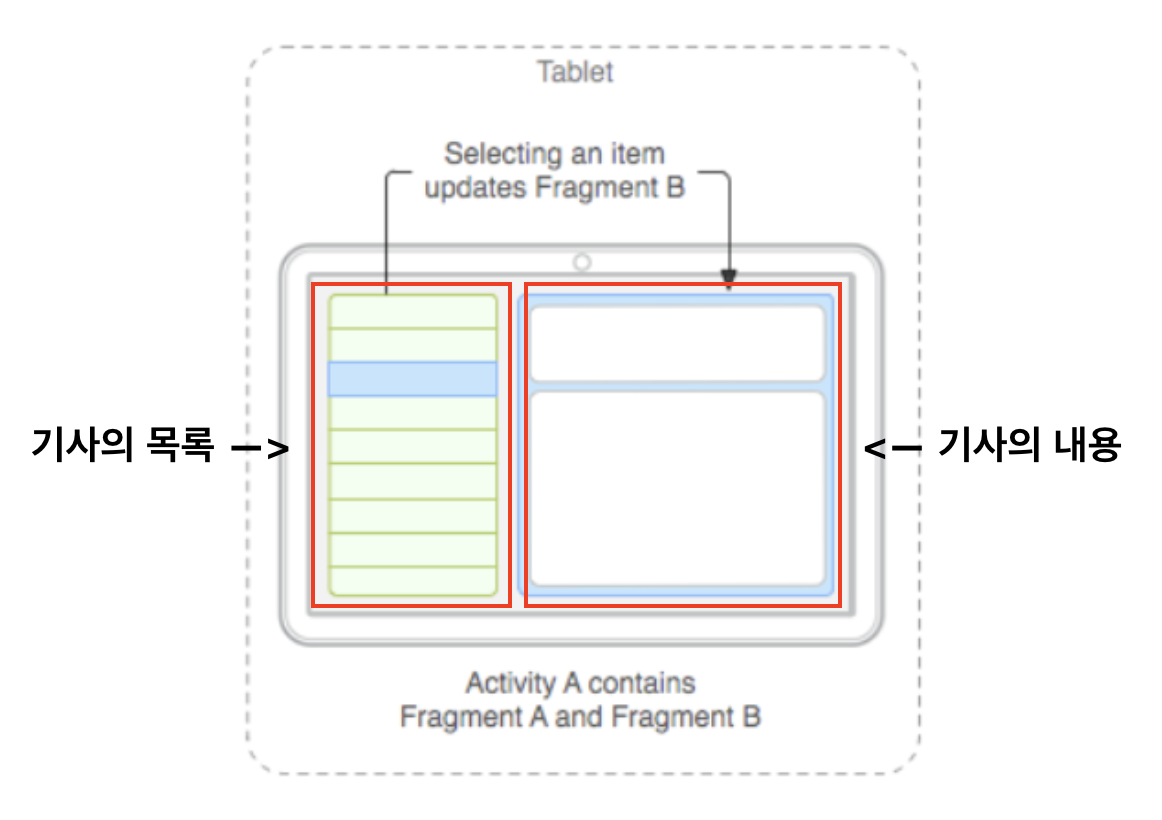 Tablet
Selecting an item
updates Fragment B
기사의 목록 —>
<— 기사의 내용
Activity A contains
Fragment A and Fragment B